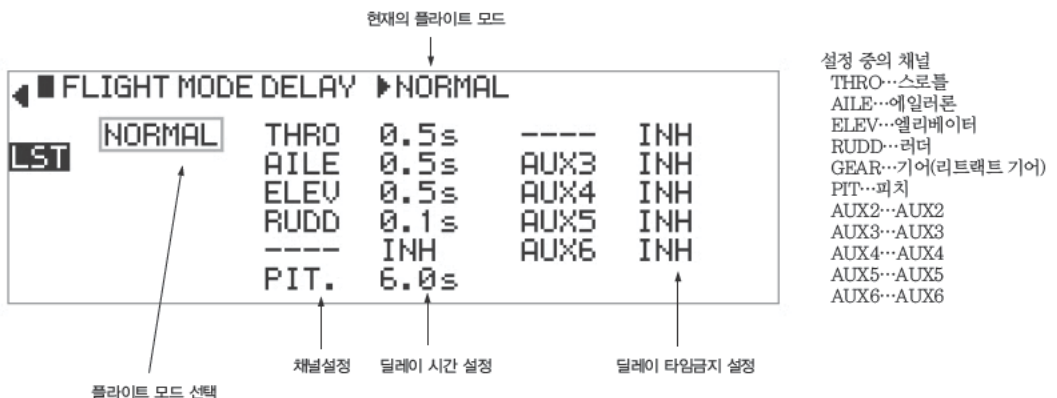 현재의 플라이트 모드
■ FLIGHT MODE DELAY ▶NORMAL
LST
NORMAL
THRO 0.5s ---- INH
AILE 0.5s AUX3 INH
ELEV 0.5s AUX4 INH
RUDD 0.1s AUX5 INH
---- INH AUX6 INH
PIT. 6.0s
채널설정
딜레이 시간 설정
딜레이 타임금지 설정
플라이트 모드 선택
설정 중의 채널
THRO…스로틀
AILE…에일러론
ELEV…엘리베이터
RUDD…러더
GEAR…기어(리트랙트 기어)
PIT…피치
AUX2…AUX2
AUX3…AUX3
AUX4…AUX4
AUX5…AUX5
AUX6…AUX6